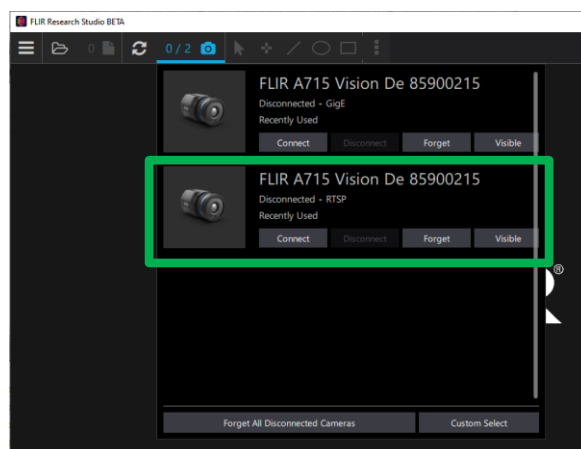 FLIR Research Studio BETA
0
0 / 2
FLIR A715 Vision De 85900215
Disconnected - GigE
Recently Used
Connect Disconnect Forget Visible
FLIR A715 Vision De 85900215
Disconnected - RTSP
Recently Used
Connect Disconnect Forget Visible
®
Forget All Disconnected Cameras Custom Select